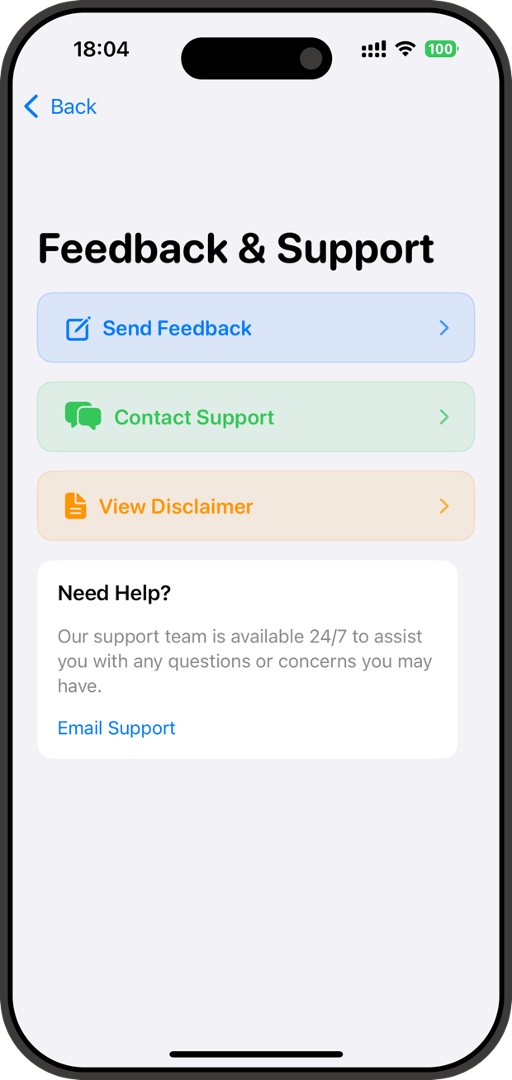 18:04
100
Back
Feedback & Support
Send Feedback
Contact Support
View Disclaimer
Need Help?
Our support team is available 24/7 to assist
you with any questions or concerns you may
have.
Email Support